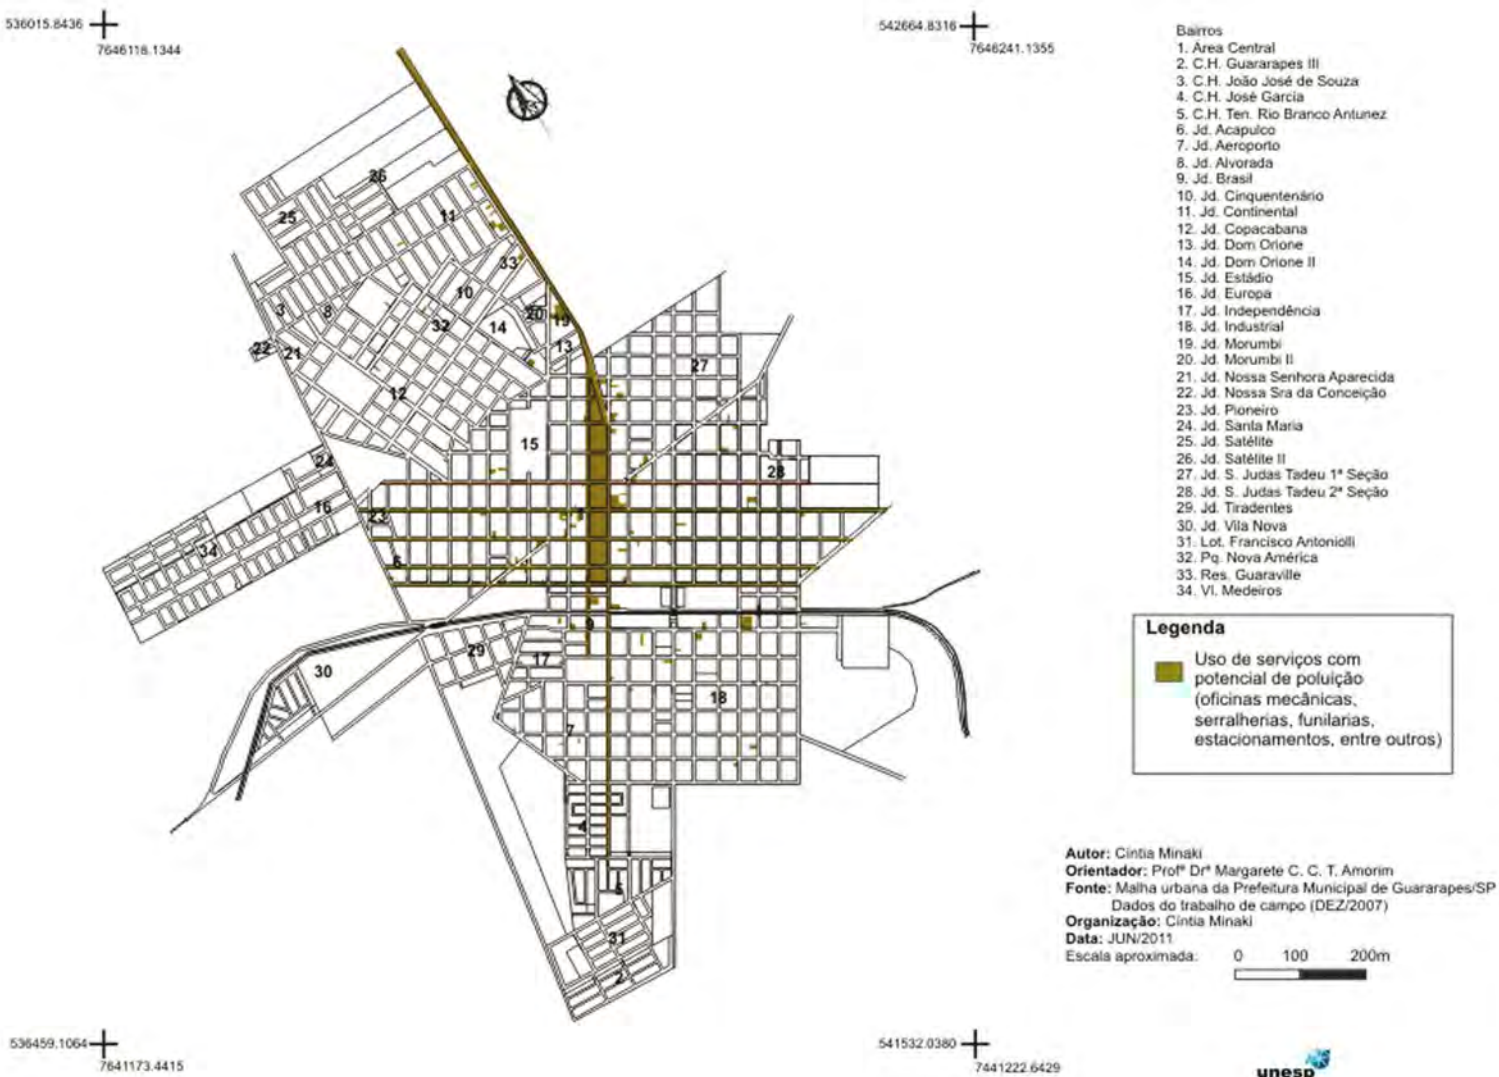 536015.8436
7646118.1344
542664.8316
7646241.1355
Bairros
1. Área Central
2. C.H. Guararapes III
3. C.H. João José de Souza
4. C.H. José Garcia
5. C.H. Ten. Rio Branco Antunez
6. Jd. Acapulco
7. Jd. Aeroporto
8. Jd. Alvorada
9. Jd. Brasil
10. Jd. Cinquentenário
11. Jd. Continental
12. Jd. Copacabana
13. Jd. Dom Orione
14. Jd. Dom Orione II
15. Jd. Estádio
16. Jd. Europa
17. Jd. Independência
18. Jd. Industrial
19. Jd. Morumbi
20. Jd. Morumbi II
21. Jd. Nossa Senhora Aparecida
22. Jd. Nossa Sra da Conceição
23. Jd. Pioneiro
24. Jd. Santa Maria
25. Jd. Satélite
26. Jd. Satélite II
27. Jd. S. Judas Tadeu 1ª Seção
28. Jd. S. Judas Tadeu 2ª Seção
29. Jd. Tiradentes
30. Jd. Vila Nova
31. Lot. Francisco Antoniolli
32. Pq. Nova América
33. Res. Guaraville
34. Vl. Medeiros
26
25
11
33
10
3
8
20
19
32
14
13
22
21
27
12
15
24
28
16
23
1
34
6
9
29
17
30
18
7
4
5
31
2
Legenda
Uso de serviços com
potencial de poluição
(oficinas mecânicas,
serralherias, funilarias,
estacionamentos, entre outros)
Autor: Cíntia Minaki
Orientador: Profª Drª Margarete C. C. T. Amorim
Fonte: Malha urbana da Prefeitura Municipal de Guararapes/SP
Dados do trabalho de campo (DEZ/2007)
Organização: Cíntia Minaki
Data: JUN/2011
Escala aproximada: 0 100 200m
536459.1064
7641173.4415
541532.0380
7441222.6429
unesp